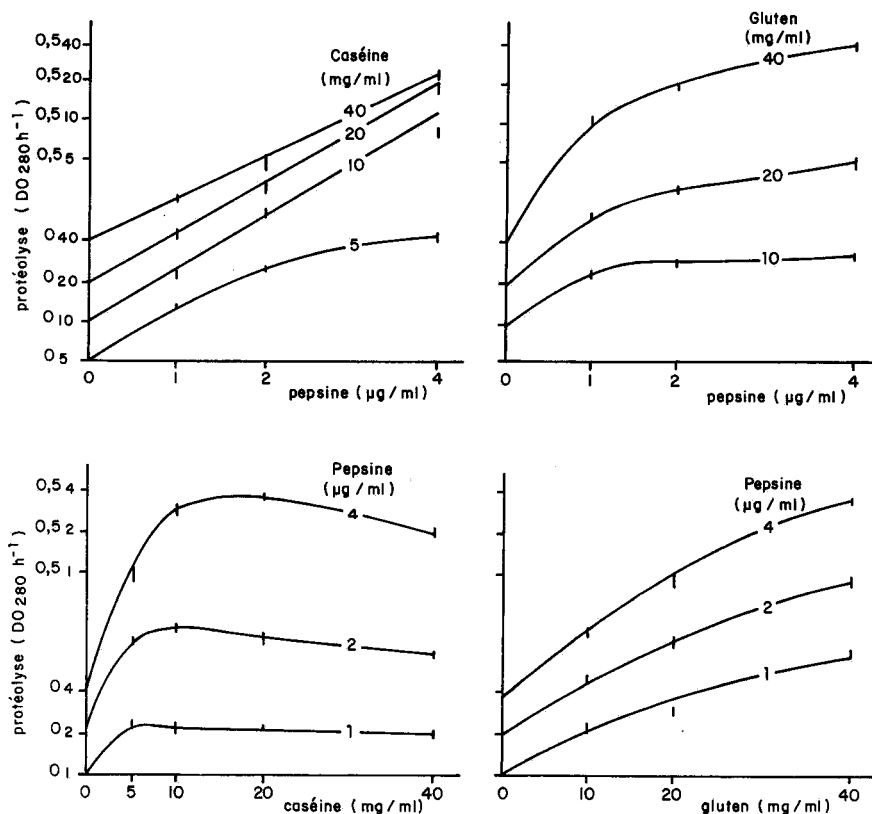 Caséine
(mg/ml)
0,5 40
0,5 20
0,5 10
0,5 5
0 40
0 20
0 10
0 5
protéolyse ( DO 280 h⁻¹ )
40
20
10
5
0 1 2 4
pepsine ( µg / ml )
Gluten
(mg/ml)
40
20
10
0 1 2 4
pepsine ( µg / ml )
Pepsine
( µg / ml )
0,5 4
0,5 2
0,5 1
0 4
0 2
0 1
protéolyse ( DO 280 h⁻¹ )
4
2
1
0 5 10 20 40
caséine ( mg / ml )
Pepsine
( µg / ml )
4
2
1
0 10 20 40
gluten ( mg / ml )